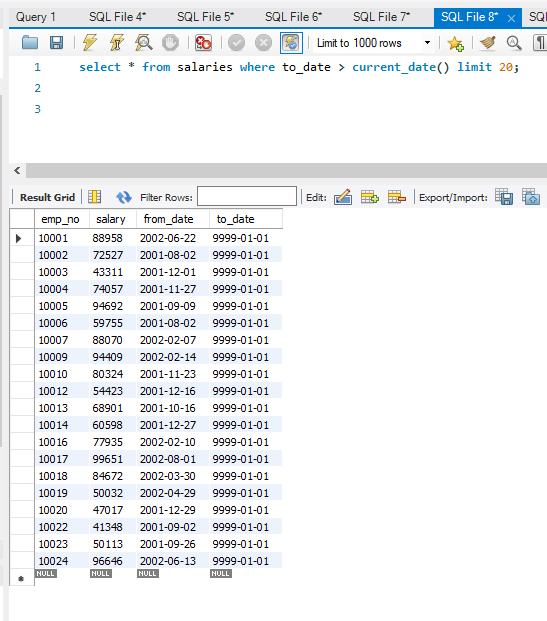 Query 1 SQL File 4* SQL File 5* SQL File 6* SQL File 7* SQL File 8* SQL
Limit to 1000 rows
1 select * from salaries where to_date > current_date() limit 20;
2
3
Result Grid Filter Rows: Edit: Export/Import:
emp_no salary from_date to_date
10001 88958 2002-06-22 9999-01-01
10002 72527 2001-08-02 9999-01-01
10003 43311 2001-12-01 9999-01-01
10004 74057 2001-11-27 9999-01-01
10005 94692 2001-09-09 9999-01-01
10006 59755 2001-08-02 9999-01-01
10007 88070 2002-02-07 9999-01-01
10009 94409 2002-02-14 9999-01-01
10010 80324 2001-11-23 9999-01-01
10012 54423 2001-12-16 9999-01-01
10013 68901 2001-10-16 9999-01-01
10014 60598 2001-12-27 9999-01-01
10016 77935 2002-02-10 9999-01-01
10017 99651 2002-08-01 9999-01-01
10018 84672 2002-03-30 9999-01-01
10019 50032 2002-04-29 9999-01-01
10020 47017 2001-12-29 9999-01-01
10022 41348 2001-09-02 9999-01-01
10023 50113 2001-09-26 9999-01-01
10024 96646 2002-06-13 9999-01-01
NULL NULL NULL NULL